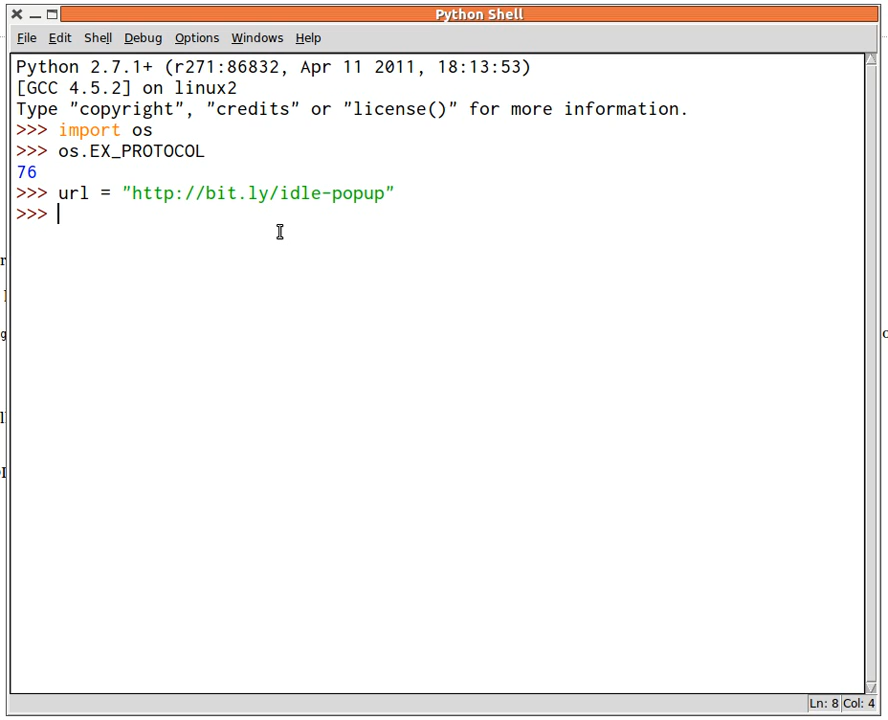 Python Shell
File Edit Shell Debug Options Windows Help
Python 2.7.1+ (r271:86832, Apr 11 2011, 18:13:53)
[GCC 4.5.2] on linux2
Type "copyright", "credits" or "license()" for more information.
>>> import os
>>> os.EX_PROTOCOL
76
>>> url = "http://bit.ly/idle-popup"
>>>
Ln: 8 Col: 4